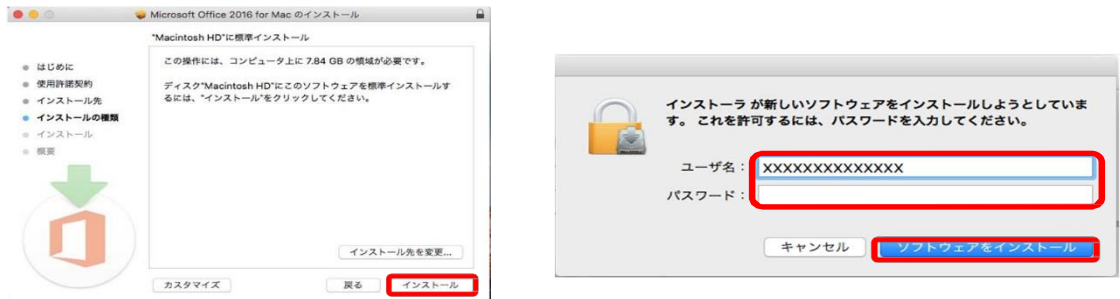 Microsoft Office 2016 for Mac のインストール
"Macintosh HD"に標準インストール
はじめに
使用許諾契約
インストール先
インストールの種類
インストール
概要
この操作には、コンピュータ上に 7.84 GB の領域が必要です。
ディスク"Macintosh HD"にこのソフトウェアを標準インストールす
るには、"インストール"をクリックしてください。
インストール先を変更...
カスタマイズ
戻る
インストール
インストーラ が新しいソフトウェアをインストールしようとしていま
す。 これを許可するには、パスワードを入力してください。
ユーザ名：XXXXXXXXXXXXXX
パスワード：
キャンセル
ソフトウェアをインストール